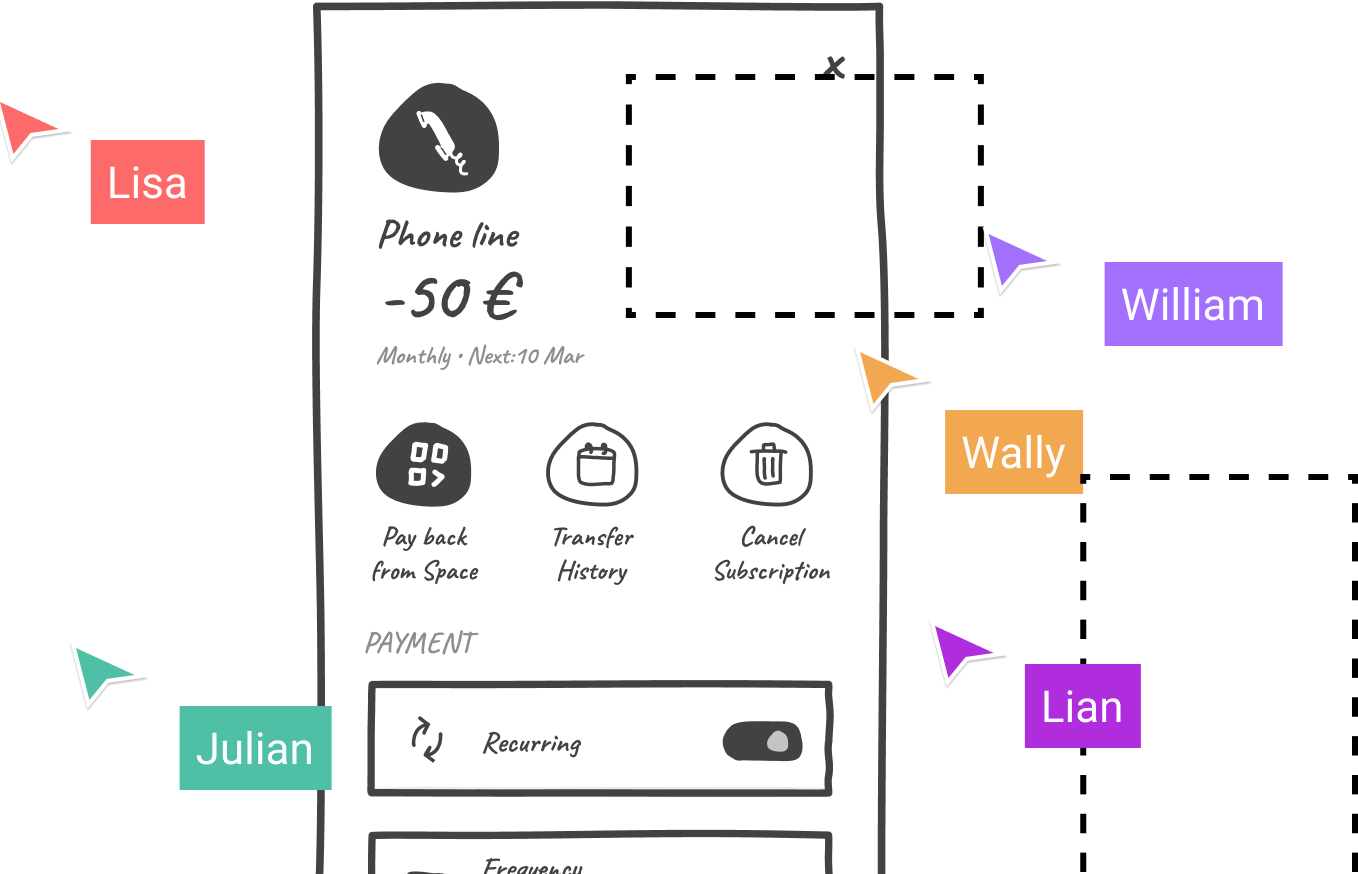 x
Lisa
Phone line
-50 €
William
Monthly • Next:10 Mar
Wally
Pay back
from Space
Transfer
History
Cancel
Subscription
PAYMENT
Lian
Julian
Recurring
Frequency